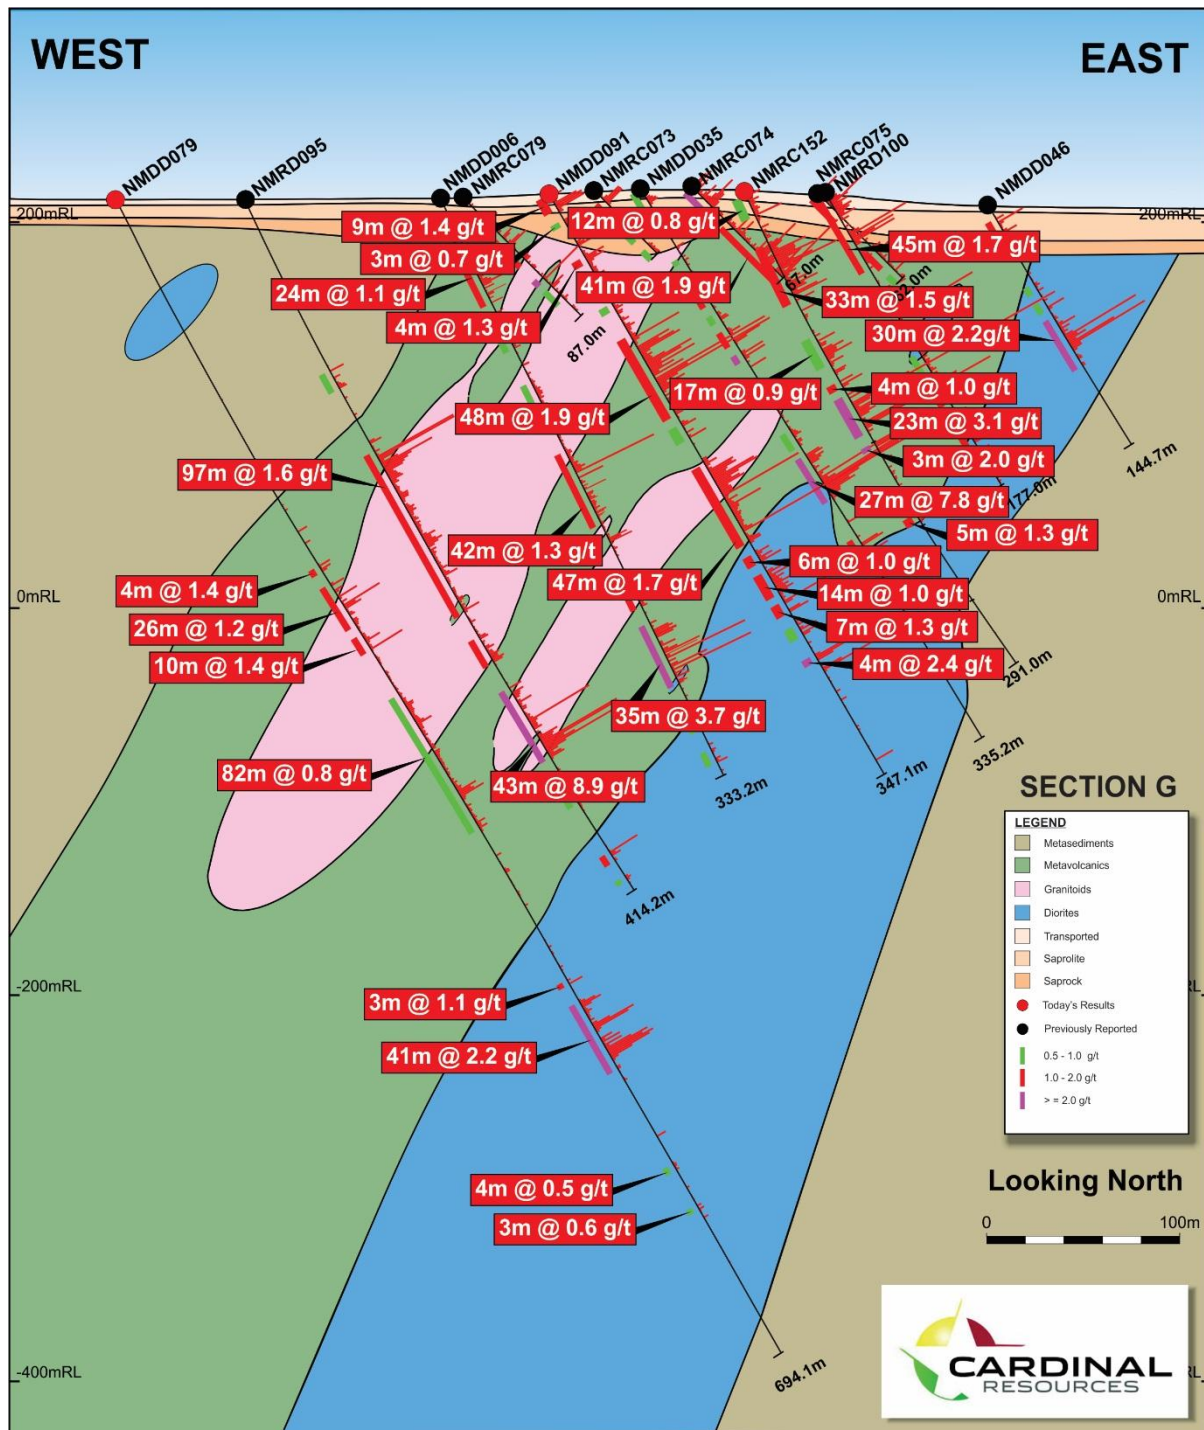 WEST
EAST
NMDD079
NMRD095
NMDD006
NMRC079
NMDD091
NMRC073
NMDD035
NMRC074
NMRC152
NMRC075
NMRD100
NMDD046
200mRL
200mRL
9m @ 1.4 g/t
12m @ 0.8 g/t
45m @ 1.7 g/t
3m @ 0.7 g/t
24m @ 1.1 g/t
41m @ 1.9 g/t
67.0m
33m @ 1.5 g/t
4m @ 1.3 g/t
87.0m
30m @ 2.2g/t
17m @ 0.9 g/t
4m @ 1.0 g/t
48m @ 1.9 g/t
23m @ 3.1 g/t
144.7m
97m @ 1.6 g/t
3m @ 2.0 g/t
27m @ 7.8 g/t
177.0m
5m @ 1.3 g/t
42m @ 1.3 g/t
6m @ 1.0 g/t
47m @ 1.7 g/t
4m @ 1.4 g/t
0mRL
14m @ 1.0 g/t
0mRL
26m @ 1.2 g/t
7m @ 1.3 g/t
10m @ 1.4 g/t
4m @ 2.4 g/t
291.0m
35m @ 3.7 g/t
335.2m
82m @ 0.8 g/t
43m @ 8.9 g/t
333.2m
347.1m
414.2m
SECTION G
LEGEND
Metasediments
Metavolcanics
Granitoids
Diorites
Transported
Saprolite
Saprock
Today's Results
Previously Reported
0.5 - 1.0 g/t
1.0 - 2.0 g/t
> = 2.0 g/t
-200mRL
3m @ 1.1 g/t
41m @ 2.2 g/t
4m @ 0.5 g/t
3m @ 0.6 g/t
Looking North
0 100m
694.1m
-400mRL
CARDINAL
RESOURCES